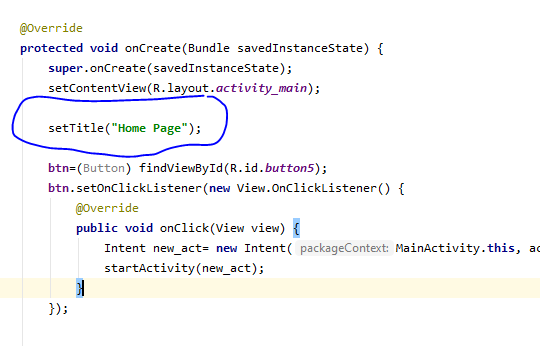 @Override
protected void onCreate(Bundle savedInstanceState) {
super.onCreate(savedInstanceState);
setContentView(R.layout.activity_main);
setTitle("Home Page");
btn=(Button) findViewById(R.id.button5);
btn.setOnClickListener(new View.OnClickListener() {
@Override
public void onClick(View view) {
Intent new_act= new Intent( packageContext: MainActivity.this, ac
startActivity(new_act);
}
});